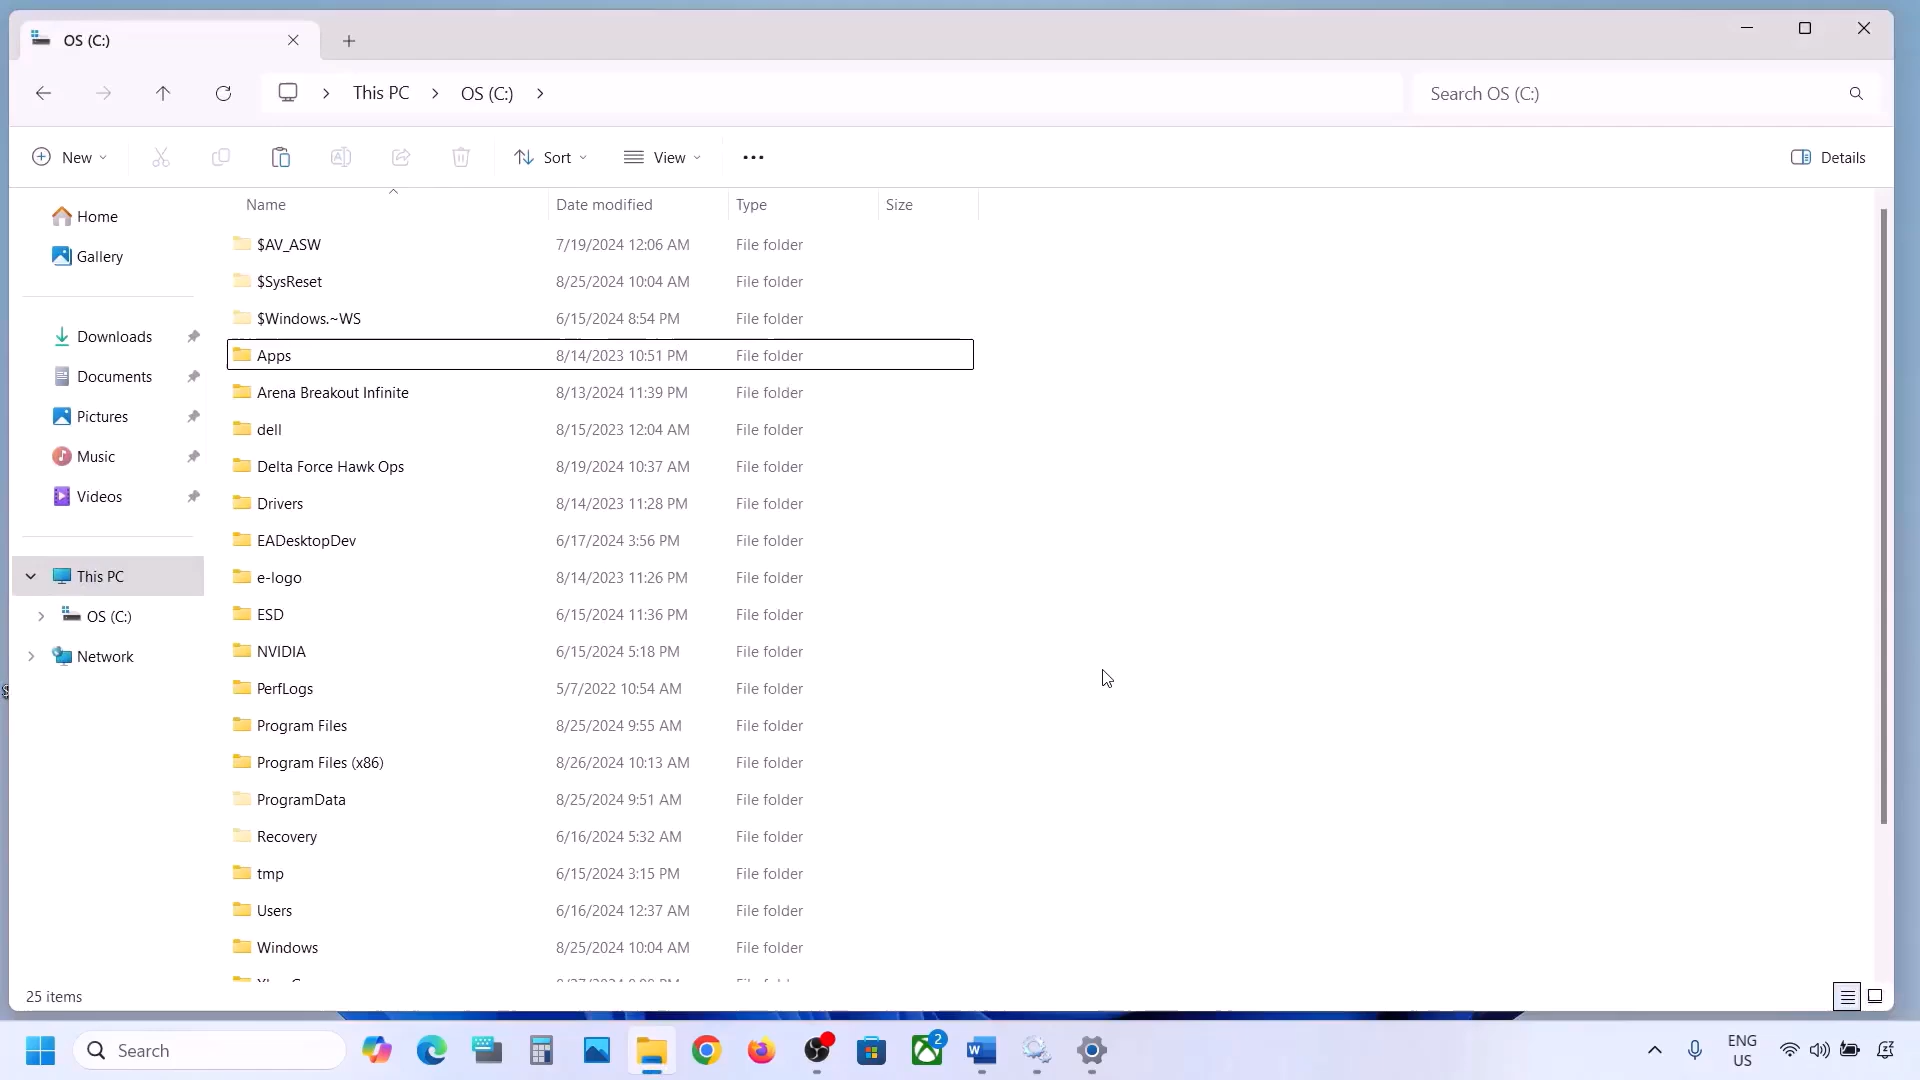 OS (C:)
This PC
OS (C:)
Search OS (C:)
New
Sort
View
Details
Name
Date modified
Type
Size
Home
Gallery
Downloads
Documents
Pictures
Music
Videos
This PC
OS (C:)
Network
$AV_ASW 7/19/2024 12:06 AM File folder
$SysReset 8/25/2024 10:04 AM File folder
$Windows.~WS 6/15/2024 8:54 PM File folder
Apps 8/14/2023 10:51 PM File folder
Arena Breakout Infinite 8/13/2024 11:39 PM File folder
dell 8/15/2023 12:04 AM File folder
Delta Force Hawk Ops 8/19/2024 10:37 AM File folder
Drivers 8/14/2023 11:28 PM File folder
EADesktopDev 6/17/2024 3:56 PM File folder
e-logo 8/14/2023 11:26 PM File folder
ESD 6/15/2024 11:36 PM File folder
NVIDIA 6/15/2024 5:18 PM File folder
PerfLogs 5/7/2022 10:54 AM File folder
Program Files 8/25/2024 9:55 AM File folder
Program Files (x86) 8/26/2024 10:13 AM File folder
ProgramData 8/25/2024 9:51 AM File folder
Recovery 6/16/2024 5:32 AM File folder
tmp 6/15/2024 3:15 PM File folder
Users 6/16/2024 12:37 AM File folder
Windows 8/25/2024 10:04 AM File folder
25 items
Search
2
ENG
US